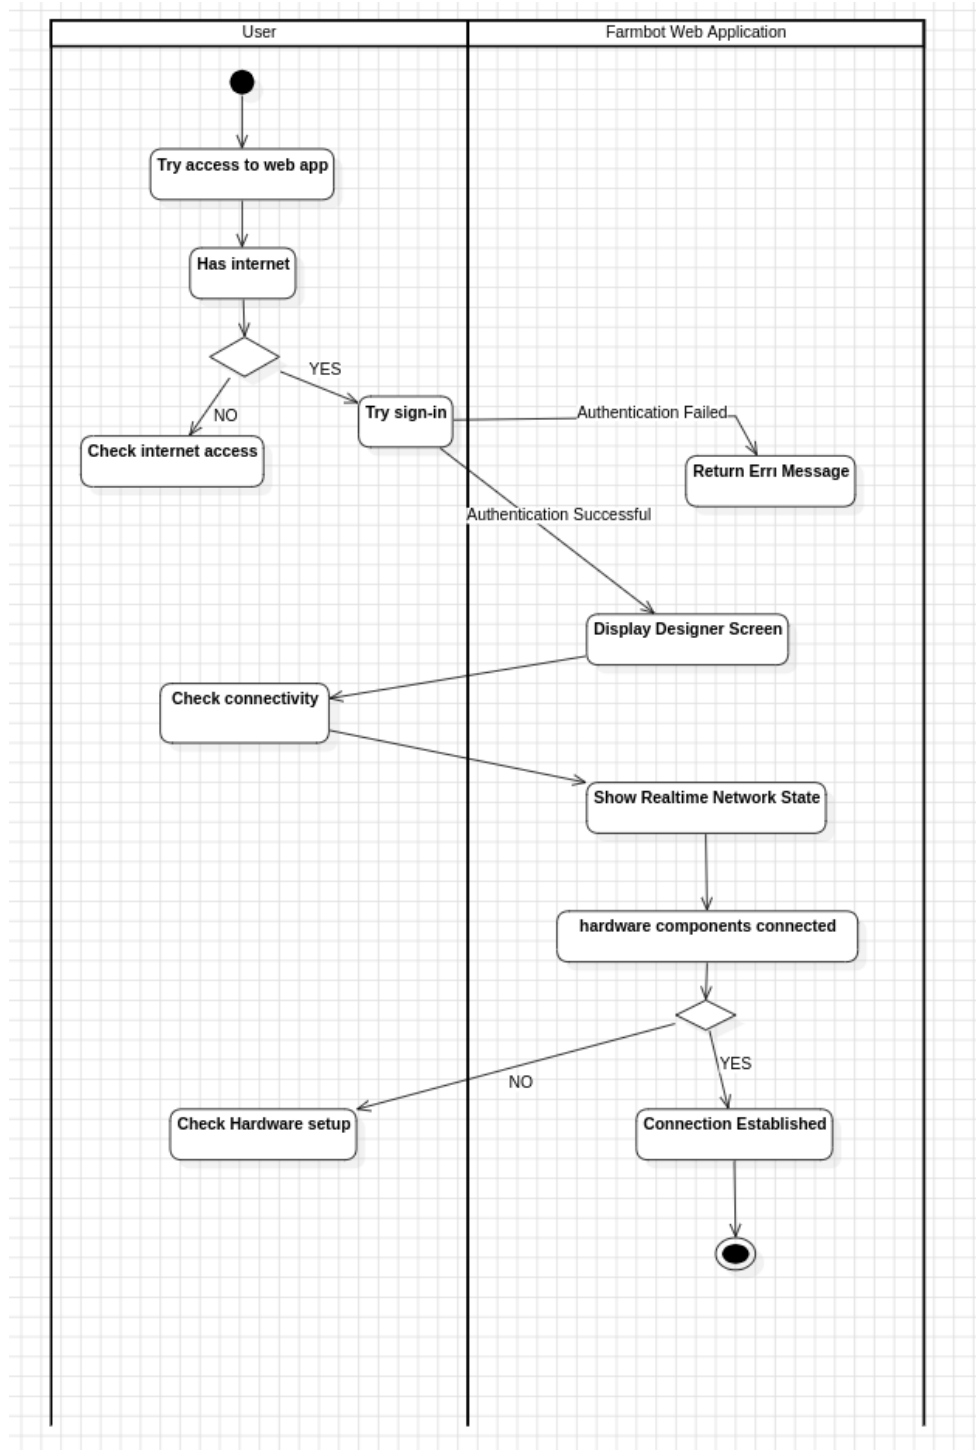 User
Farmbot Web Application
Try access to web app
Has internet
YES
NO
Try sign-in
Authentication Failed
Check internet access
Return Err Message
Authentication Successful
Display Designer Screen
Check connectivity
Show Realtime Network State
hardware components connected
YES
NO
Check Hardware setup
Connection Established